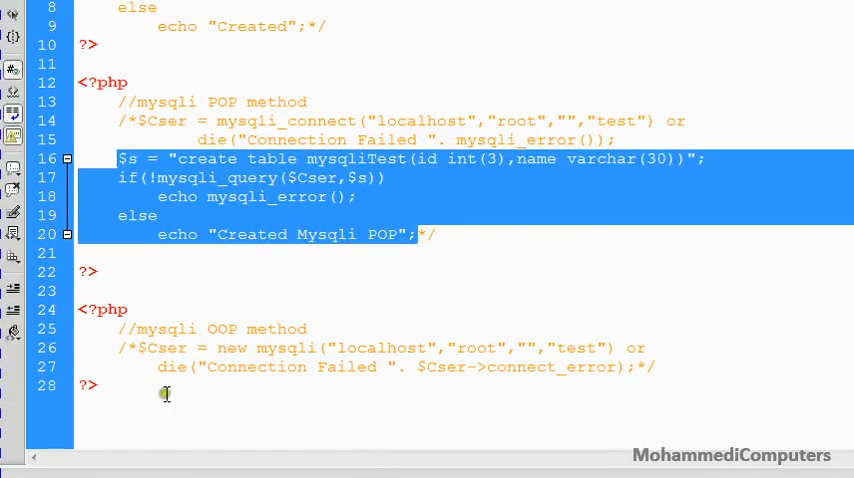 8 else
9 echo "Created";*/
10 ?>
11
12 <?php
13 //mysqli POP method
14 /*$Cser = mysqli_connect("localhost","root","","test") or
15 die("Connection Failed ". mysqli_error());
16 $s = "create table mysqliTest(id int(3),name varchar(30))";
17 if(!mysqli_query($Cser,$s))
18 echo mysqli_error();
19 else
20 echo "Created Mysqli POP";*/
21
22 ?>
23
24 <?php
25 //mysqli OOP method
26 /*$Cser = new mysqli("localhost","root","","test") or
27 die("Connection Failed ". $Cser->connect_error);*/
28 ?>
MohammediComputers